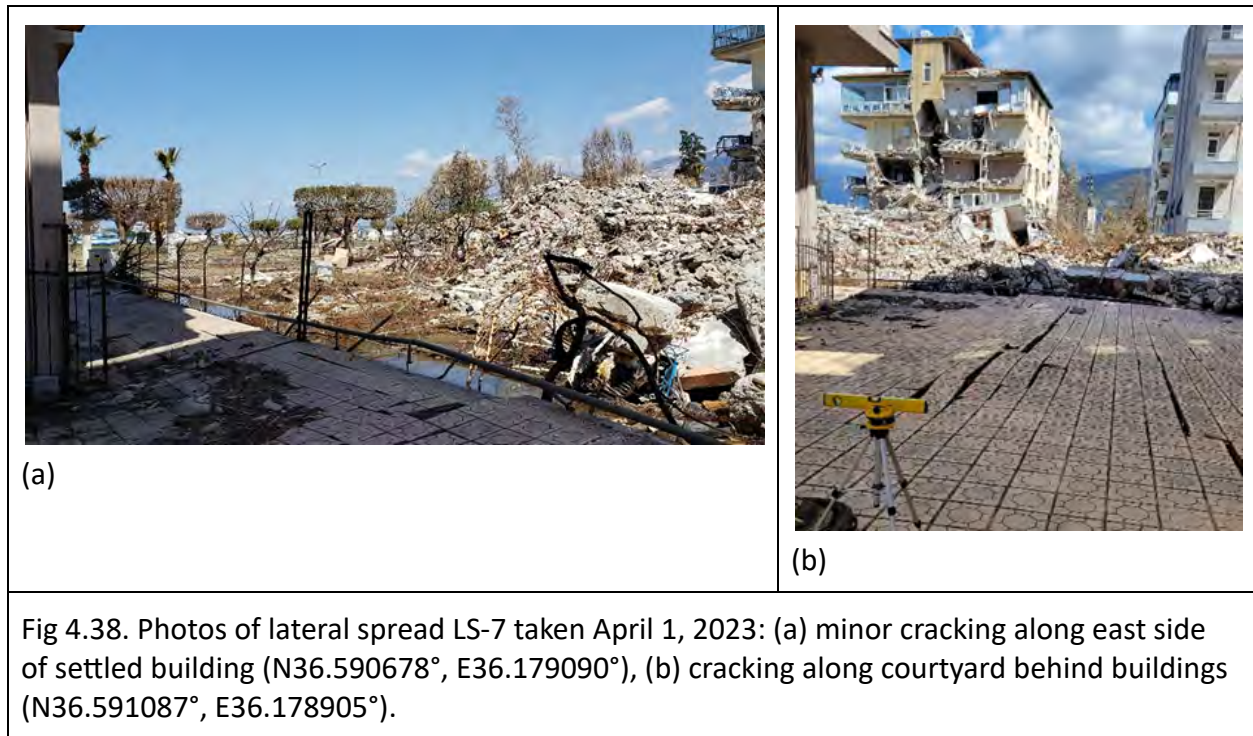 (a)
(b)
Fig 4.38. Photos of lateral spread LS-7 taken April 1, 2023: (a) minor cracking along east side
of settled building (N36.590678°, E36.179090°), (b) cracking along courtyard behind buildings
(N36.591087°, E36.178905°).